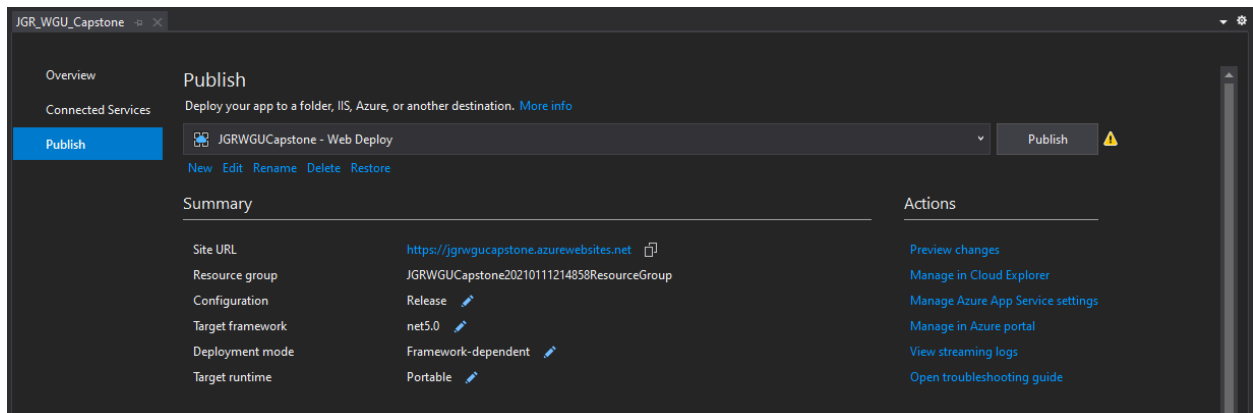 JGR_WGU_Capstone
Overview
Connected Services
Publish
Publish
Deploy your app to a folder, IIS, Azure, or another destination. More info
JGRWGUCapstone - Web Deploy
Publish
New Edit Rename Delete Restore
Summary
Site URL https://jgrwgucapstone.azurewebsites.net
Resource group JGRWGUCapstone20210111214858ResourceGroup
Configuration Release
Target framework net5.0
Deployment mode Framework-dependent
Target runtime Portable
Actions
Preview changes
Manage in Cloud Explorer
Manage Azure App Service settings
Manage in Azure portal
View streaming logs
Open troubleshooting guide